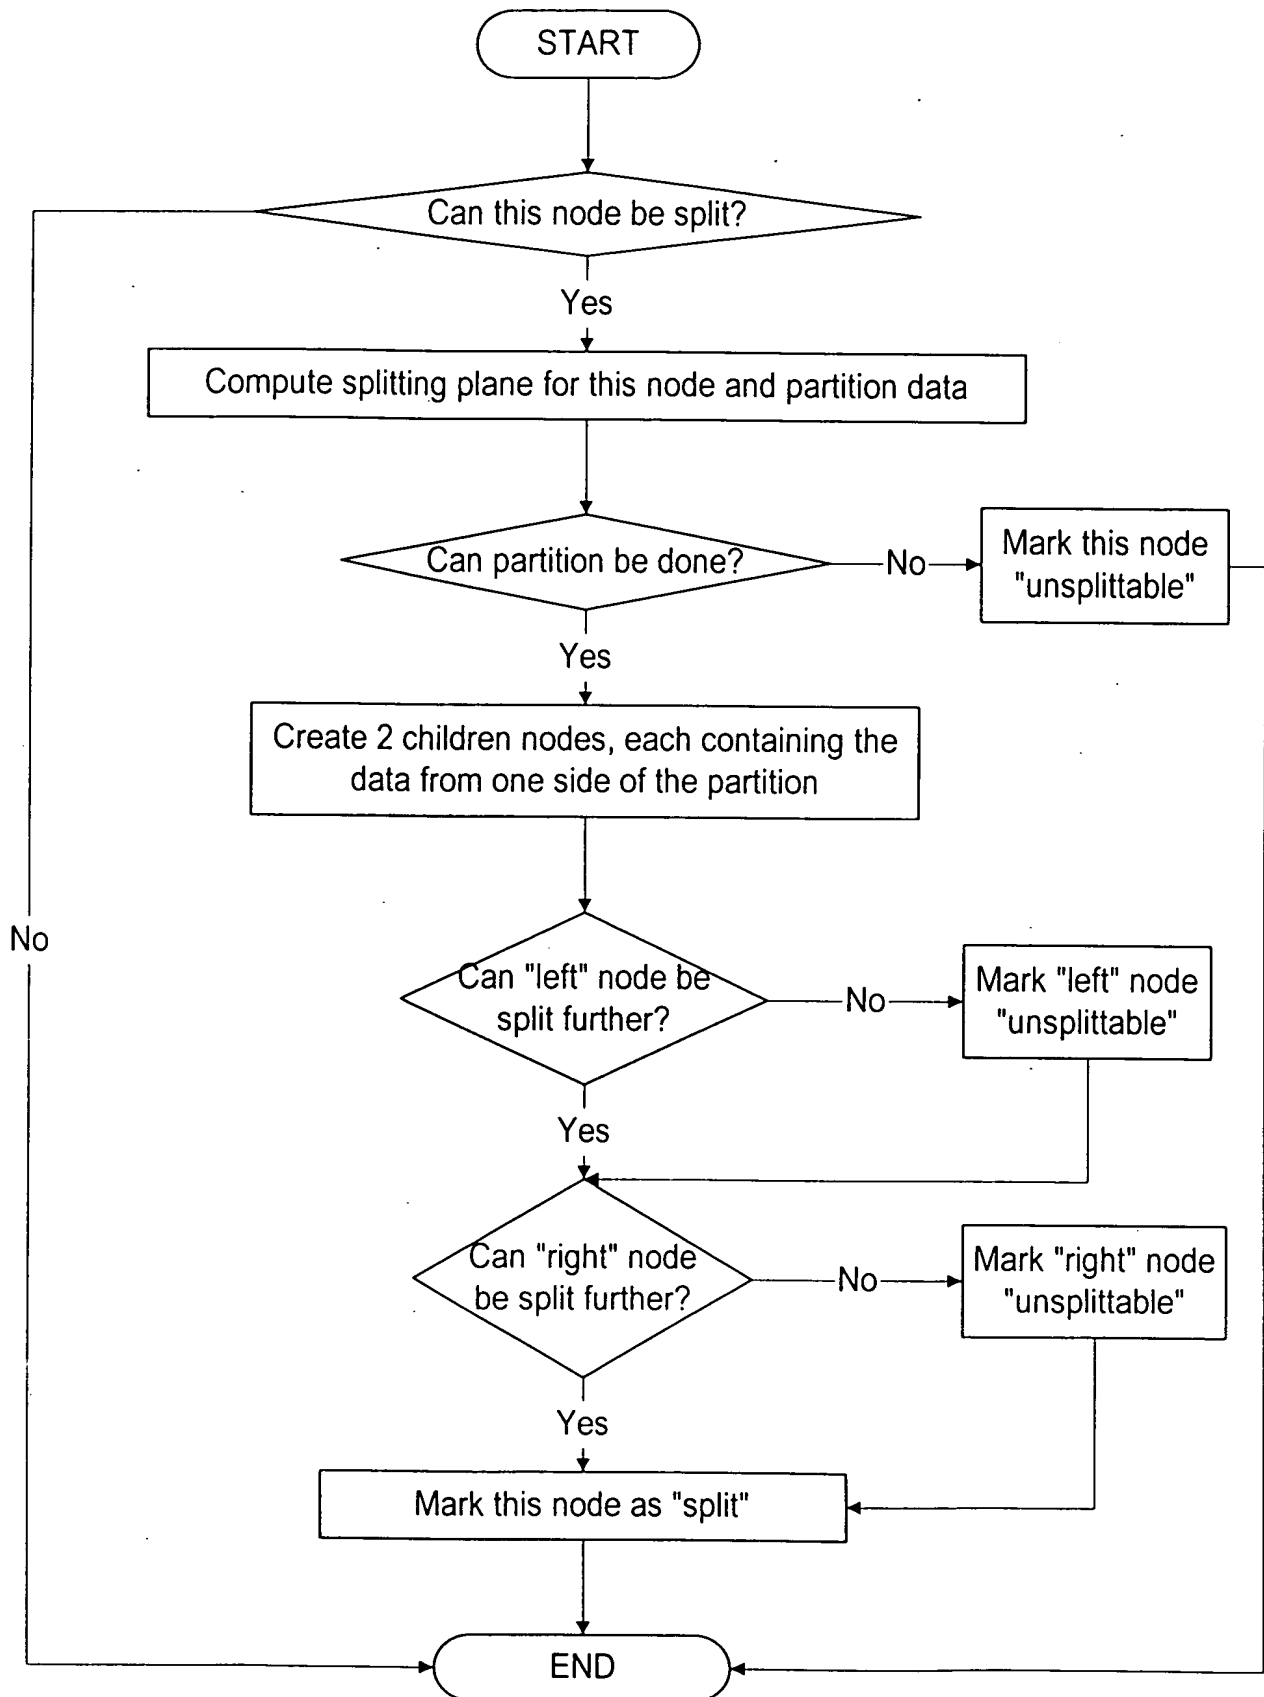 START
Can this node be split?
Yes
Compute splitting plane for this node and partition data
Can partition be done?
No
Mark this node
"unsplittable"
Yes
Create 2 children nodes, each containing the
data from one side of the partition
No
Can "left" node be
split further?
No
Mark "left" node
"unsplittable"
Yes
Can "right" node
be split further?
No
Mark "right" node
"unsplittable"
Yes
Mark this node as "split"
END